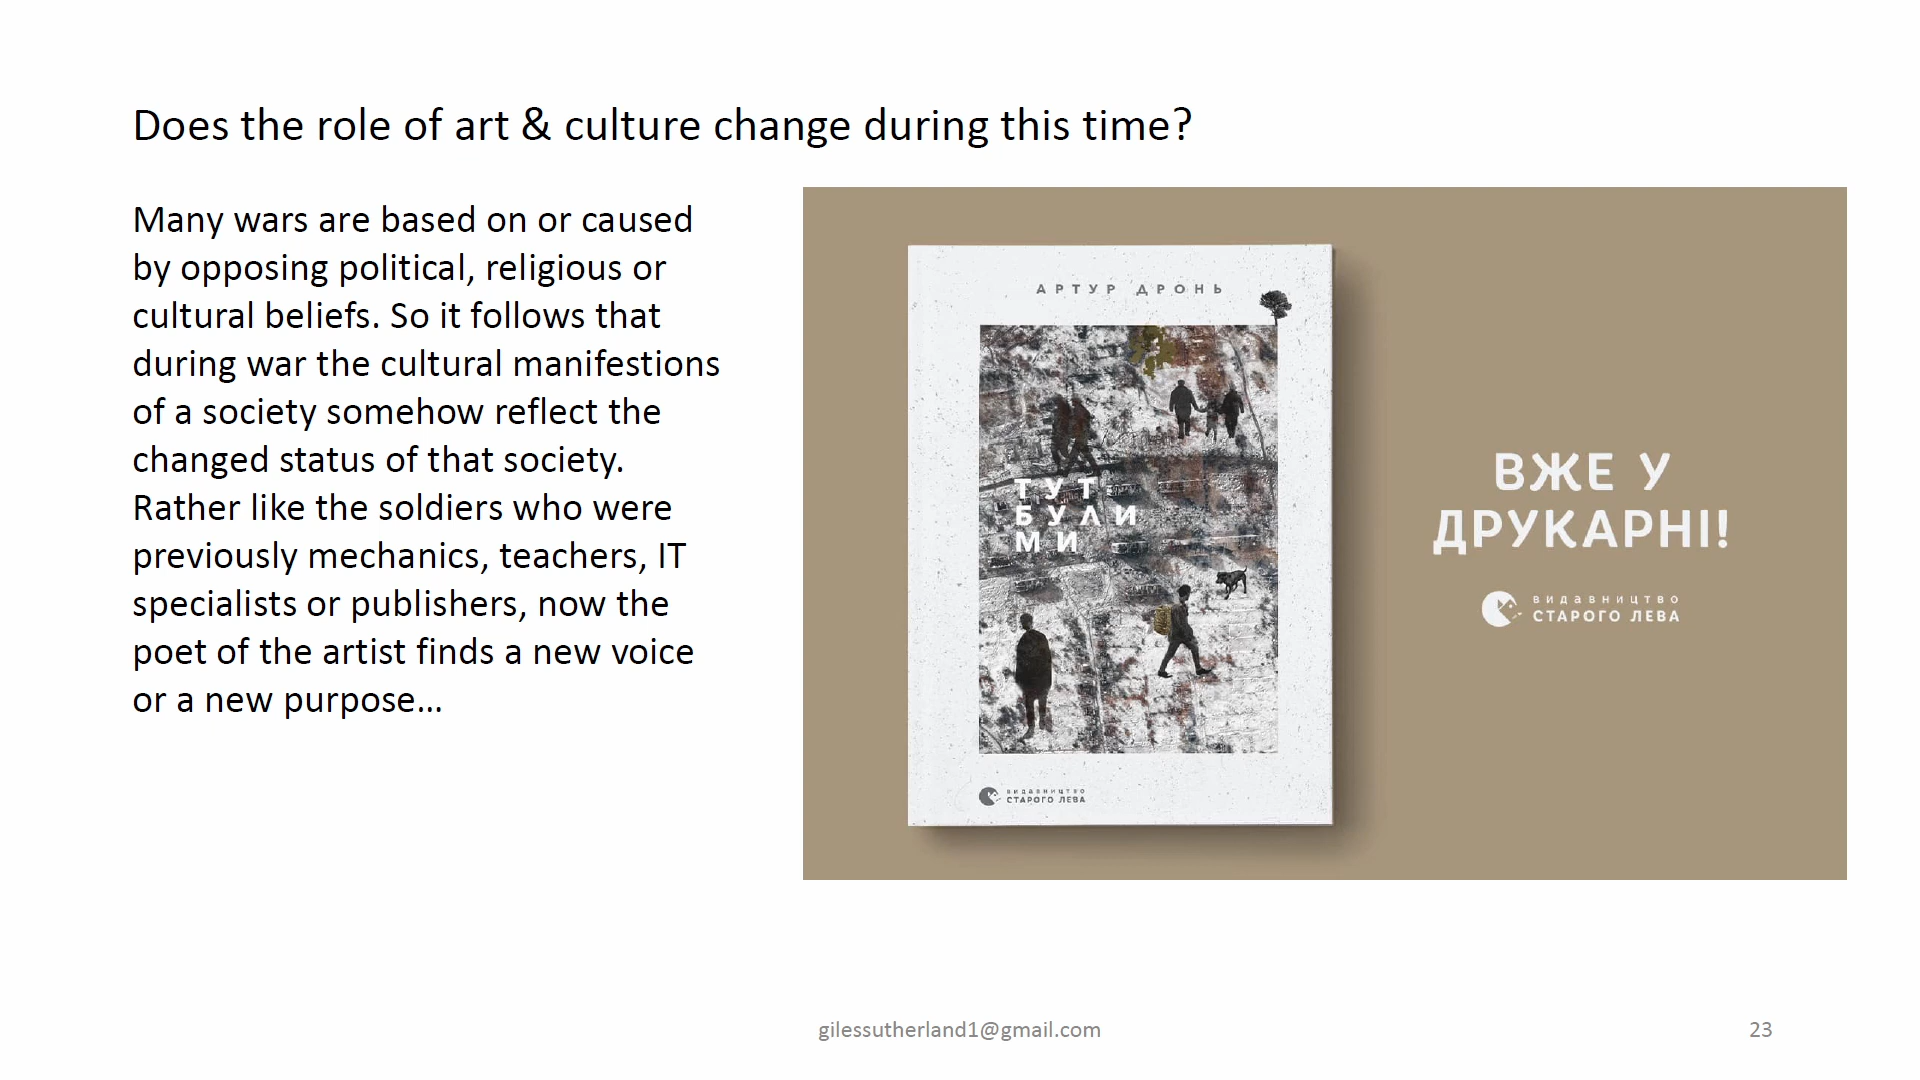 Does the role of art & culture change during this time?
Many wars are based on or caused
by opposing political, religious or
cultural beliefs. So it follows that
during war the cultural manifestions
of a society somehow reflect the
changed status of that society.
Rather like the soldiers who were
previously mechanics, teachers, IT
specialists or publishers, now the
poet of the artist finds a new voice
or a new purpose...
АРТУР ДРОНЬ
ТУТ
БУЛИ
МИ
ВИДАВНИЦТВО
СТАРОГО ЛЕВА
ВЖЕ У
ДРУКАРНІ!
ВИДАВНИЦТВО
СТАРОГО ЛЕВА
gilessutherland1@gmail.com
23